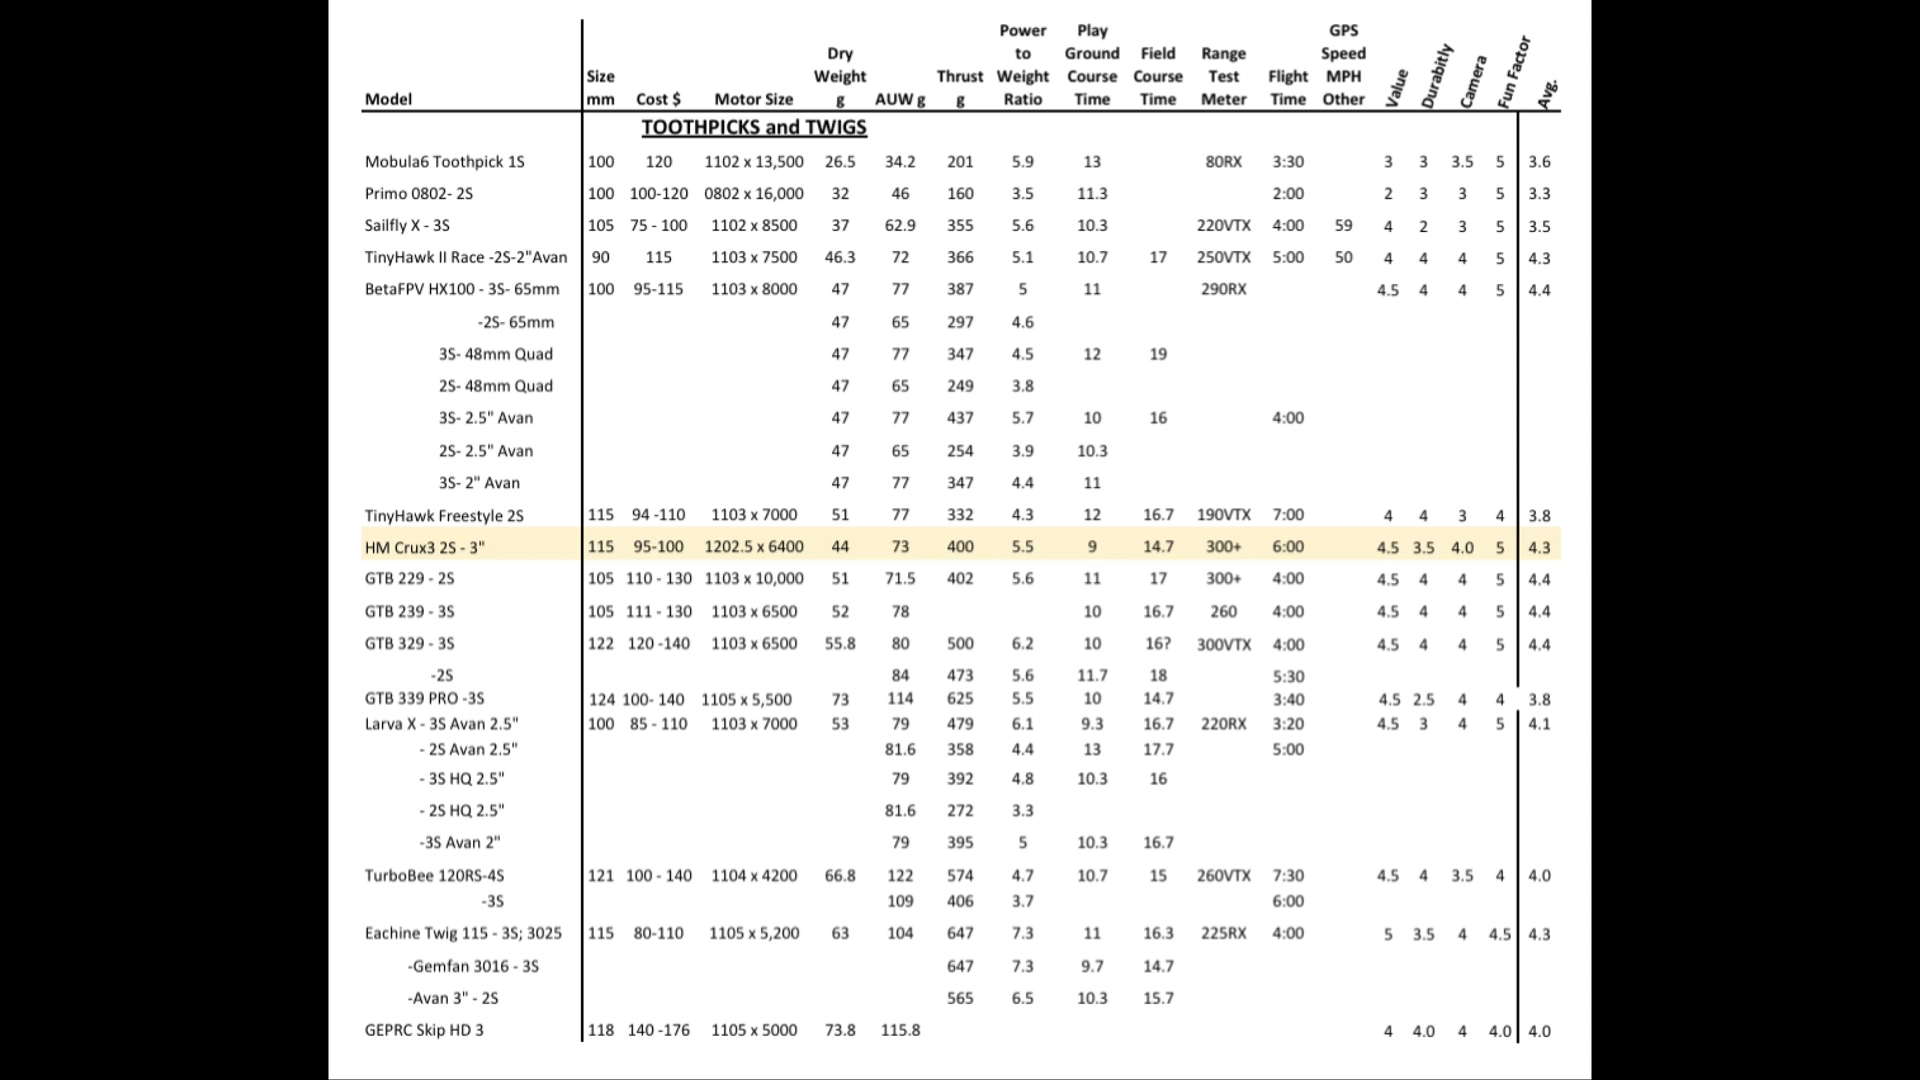 Model Size mm Cost $ Motor Size Dry Weight g AUW g Thrust g Power to Weight Ratio Play Ground Course Time Field Course Time Range Test Meter Flight Time GPS Speed MPH Other Value Durabitly Camera Fun Factor Avg.
TOOTHPICKS and TWIGS
Mobula6 Toothpick 1S 100 120 1102 x 13,500 26.5 34.2 201 5.9 13 80RX 3:30 3 3 3.5 5 3.6
Primo 0802- 2S 100 100-120 0802 x 16,000 32 46 160 3.5 11.3 2:00 2 3 3 5 3.3
Sailfly X - 3S 105 75 - 100 1102 x 8500 37 62.9 355 5.6 10.3 220VTX 4:00 59 4 2 3 5 3.5
TinyHawk II Race -2S-2"Avan 90 115 1103 x 7500 46.3 72 366 5.1 10.7 17 250VTX 5:00 50 4 4 4 5 4.3
BetaFPV HX100 - 3S- 65mm 100 95-115 1103 x 8000 47 77 387 5 11 290RX 4.5 4 4 5 4.4
-2S- 65mm 47 65 297 4.6
3S- 48mm Quad 47 77 347 4.5 12 19
2S- 48mm Quad 47 65 249 3.8
3S- 2.5" Avan 47 77 437 5.7 10 16 4:00
2S- 2.5" Avan 47 65 254 3.9 10.3
3S- 2" Avan 47 77 347 4.4 11
TinyHawk Freestyle 2S 115 94 -110 1103 x 7000 51 77 332 4.3 12 16.7 190VTX 7:00 4 4 3 4 3.8
HM Crux3 2S - 3" 115 95-100 1202.5 x 6400 44 73 400 5.5 9 14.7 300+ 6:00 4.5 3.5 4.0 5 4.3
GTB 229 - 2S 105 110 - 130 1103 x 10,000 51 71.5 402 5.6 11 17 300+ 4:00 4.5 4 4 5 4.4
GTB 239 - 3S 105 111 - 130 1103 x 6500 52 78 10 16.7 260 4:00 4.5 4 4 5 4.4
GTB 329 - 3S 122 120 -140 1103 x 6500 55.8 80 500 6.2 10 16? 300VTX 4:00 4.5 4 4 5 4.4
-2S 84 473 5.6 11.7 18 5:30
GTB 339 PRO -3S 124 100- 140 1105 x 5,500 73 114 625 5.5 10 14.7 3:40 4.5 2.5 4 4 3.8
Larva X - 3S Avan 2.5" 100 85 - 110 1103 x 7000 53 79 479 6.1 9.3 16.7 220RX 3:20 4.5 3 4 5 4.1
- 2S Avan 2.5" 81.6 358 4.4 13 17.7 5:00
- 3S HQ 2.5" 79 392 4.8 10.3 16
- 2S HQ 2.5" 81.6 272 3.3
-3S Avan 2" 79 395 5 10.3 16.7
TurboBee 120RS-4S 121 100 - 140 1104 x 4200 66.8 122 574 4.7 10.7 15 260VTX 7:30 4.5 4 3.5 4 4.0
-3S 109 406 3.7 6:00
Eachine Twig 115 - 3S; 3025 115 80-110 1105 x 5,200 63 104 647 7.3 11 16.3 225RX 4:00 5 3.5 4 4.5 4.3
-Gemfan 3016 - 3S 647 7.3 9.7 14.7
-Avan 3" - 2S 565 6.5 10.3 15.7
GEPRC Skip HD 3 118 140 -176 1105 x 5000 73.8 115.8 4 4.0 4 4.0 4.0